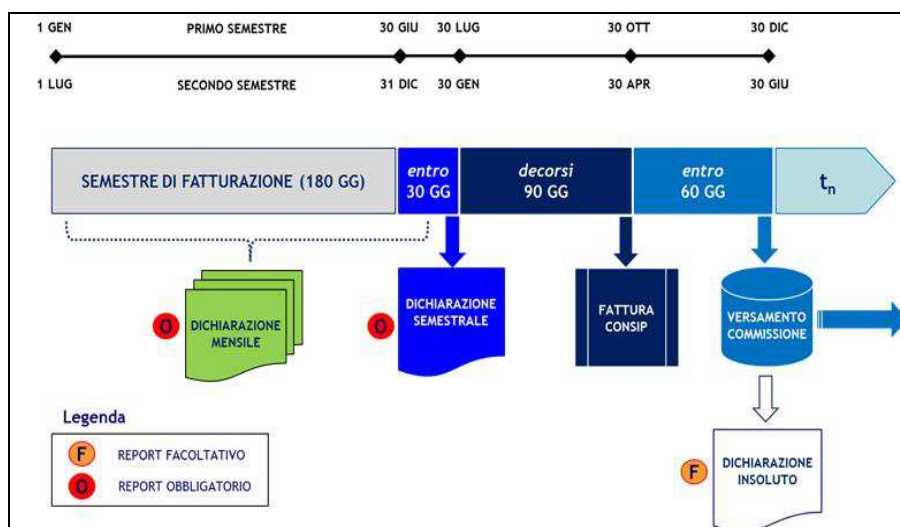 1 GEN PRIMO SEMESTRE 30 GIU 30 LUG 30 OTT 30 DIC
1 LUG SECONDO SEMESTRE 31 DIC 30 GEN 30 APR 30 GIU
SEMESTRE DI FATTURAZIONE (180 GG)
entro
30 GG
decorsi
90 GG
entro
60 GG
tn
O
DICHIARAZIONE
MENSILE
O
DICHIARAZIONE
SEMESTRALE
FATTURA
CONSIP
VERSAMENTO
COMMISSIONE
Legenda
F REPORT FACOLTATIVO
O REPORT OBBLIGATORIO
F
DICHIARAZIONE
INSOLUTO